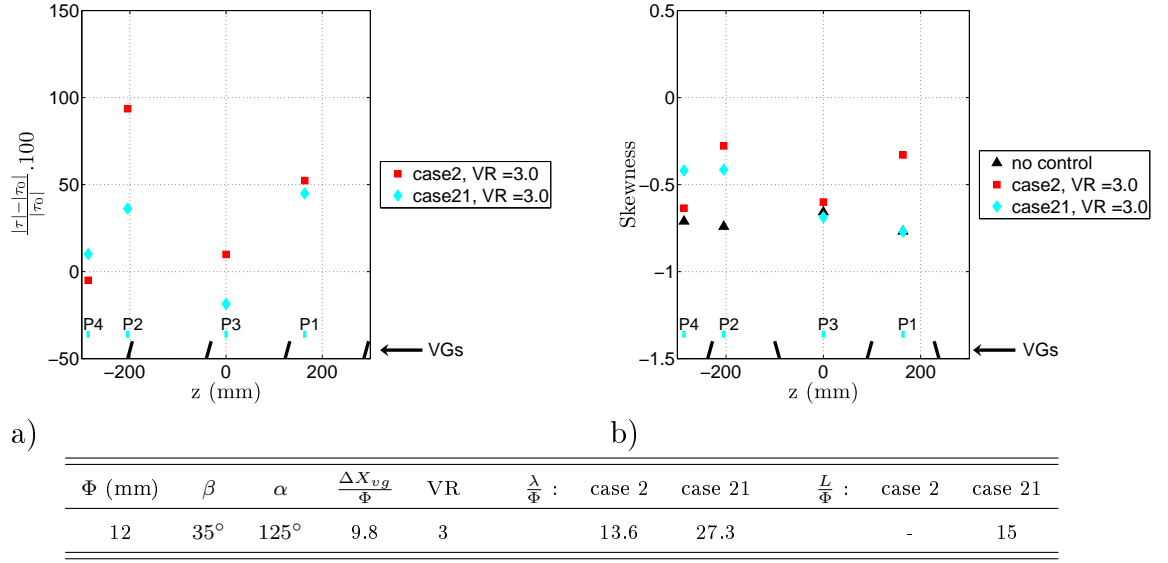 150
100
50
0
−50
|τ|−|τ₀| / |τ₀| .100
−200
0
200
z (mm)
P4
P2
P3
P1
VGs
case2, VR =3.0
case21, VR =3.0
a)
0.5
0
−0.5
−1
−1.5
Skewness
−200
0
200
z (mm)
P4
P2
P3
P1
VGs
no control
case2, VR =3.0
case21, VR =3.0
b)
Φ (mm) β α ΔX_vg/Φ VR λ/Φ : case 2 case 21 L/Φ : case 2 case 21
12 35° 125° 9.8 3 13.6 27.3 - 15